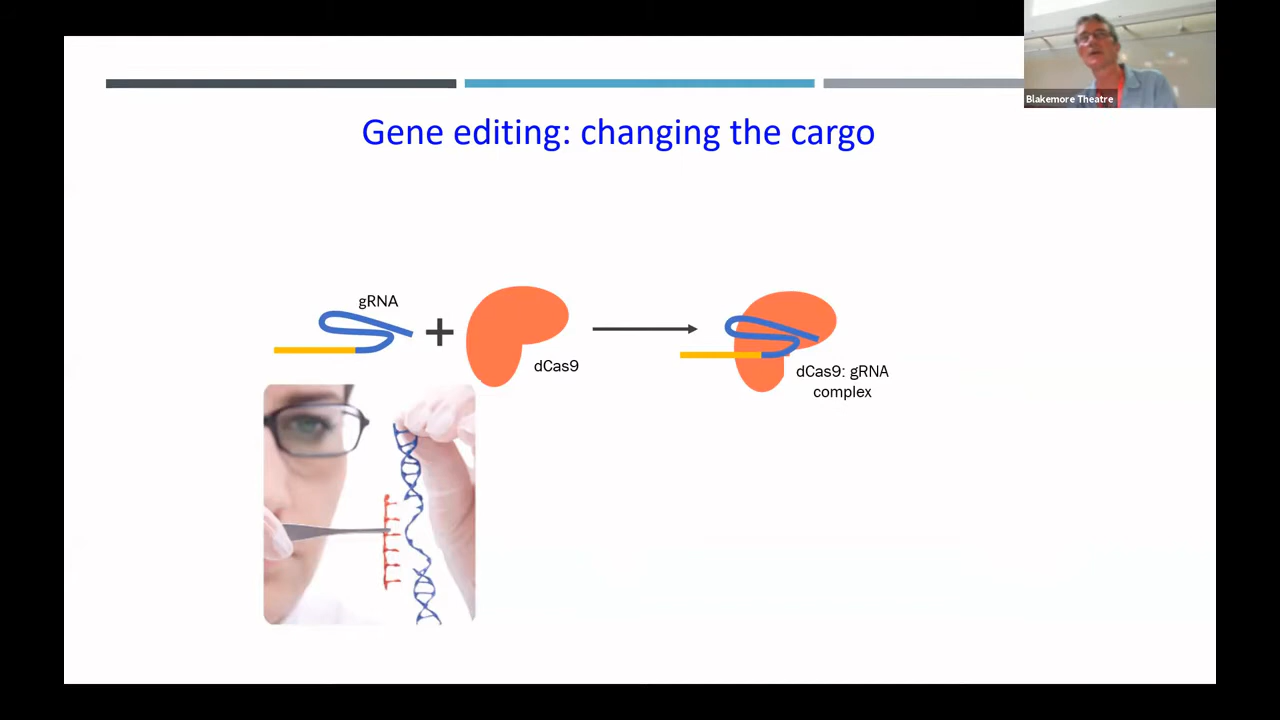 Blakemore Theatre
Gene editing: changing the cargo
gRNA
dCas9
dCas9: gRNA
complex